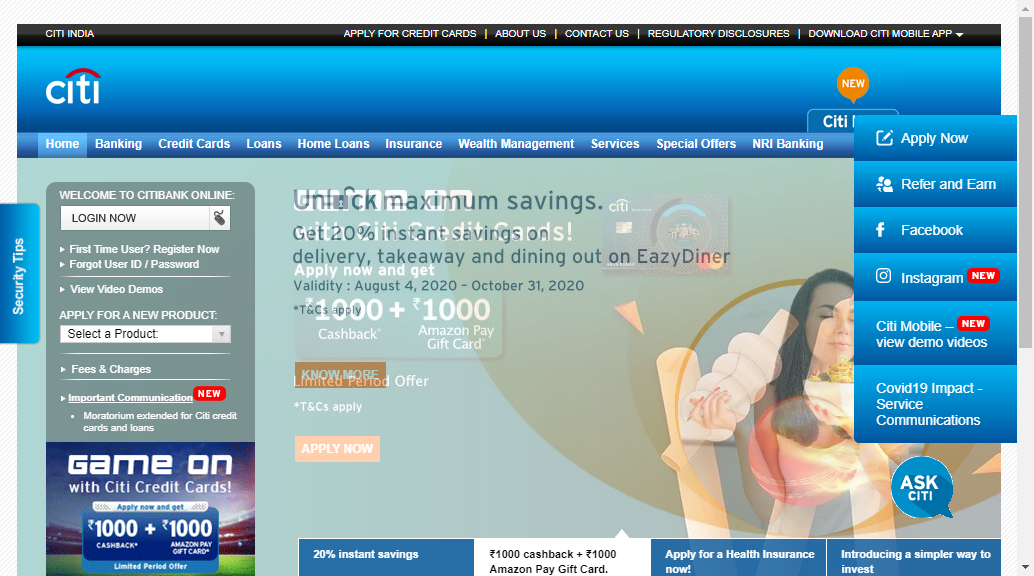 CITI INDIA
APPLY FOR CREDIT CARDS | ABOUT US | CONTACT US | REGULATORY DISCLOSURES | DOWNLOAD CITI MOBILE APP
citi
NEW
Citi
Home Banking Credit Cards Loans Home Loans Insurance Wealth Management Services Special Offers NRI Banking
Apply Now
Refer and Earn
Facebook
Instagram NEW
Citi Mobile – NEW
view demo videos
Covid19 Impact -
Service
Communications
Security Tips
WELCOME TO CITIBANK ONLINE:
LOGIN NOW
First Time User? Register Now
Forgot User ID / Password
View Video Demos
APPLY FOR A NEW PRODUCT:
Select a Product:
Fees & Charges
Important Communication NEW
• Moratorium extended for Citi credit
cards and loans
GAME ON
with Citi Credit Cards!
Apply now and get
₹1000 + ₹1000
CASHBACK* AMAZON PAY
GIFT CARD*
Limited Period Offer
Unlock maximum savings.
with Citi Credit Cards!
Get 20% instant savings on
delivery, takeaway and dining out on EazyDiner
Apply now and get
Validity : August 4, 2020 – October 31, 2020
*T&Cs apply
₹1000 + ₹1000
Cashback* Amazon Pay
Gift Card*
KNOW MORE
Limited Period Offer
*T&Cs apply
APPLY NOW
citi
ASK
CITI
20% instant savings
₹1000 cashback + ₹1000
Amazon Pay Gift Card.
Apply for a Health Insurance
now!
Introducing a simpler way to
invest